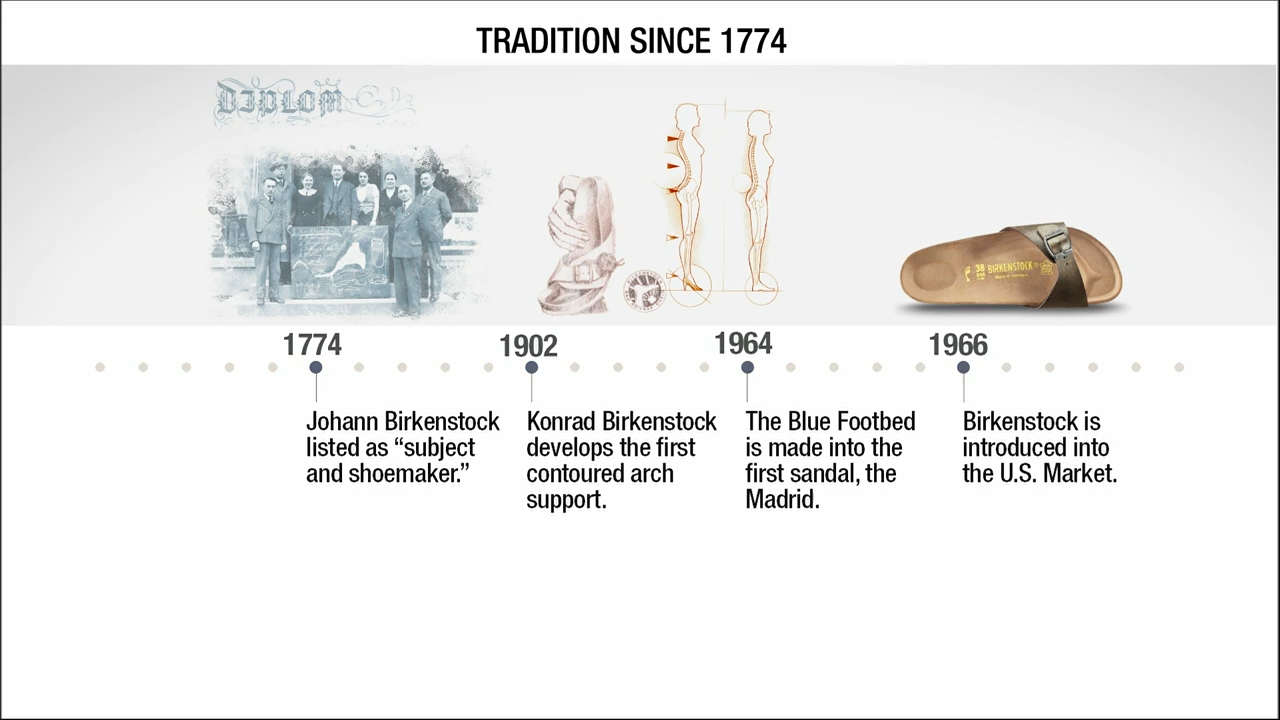 TRADITION SINCE 1774
Diplom
38
BIRKENSTOCK
1774
1902
1964
1966
Johann Birkenstock
listed as “subject
and shoemaker.”
Konrad Birkenstock
develops the first
contoured arch
support.
The Blue Footbed
is made into the
first sandal, the
Madrid.
Birkenstock is
introduced into
the U.S. Market.